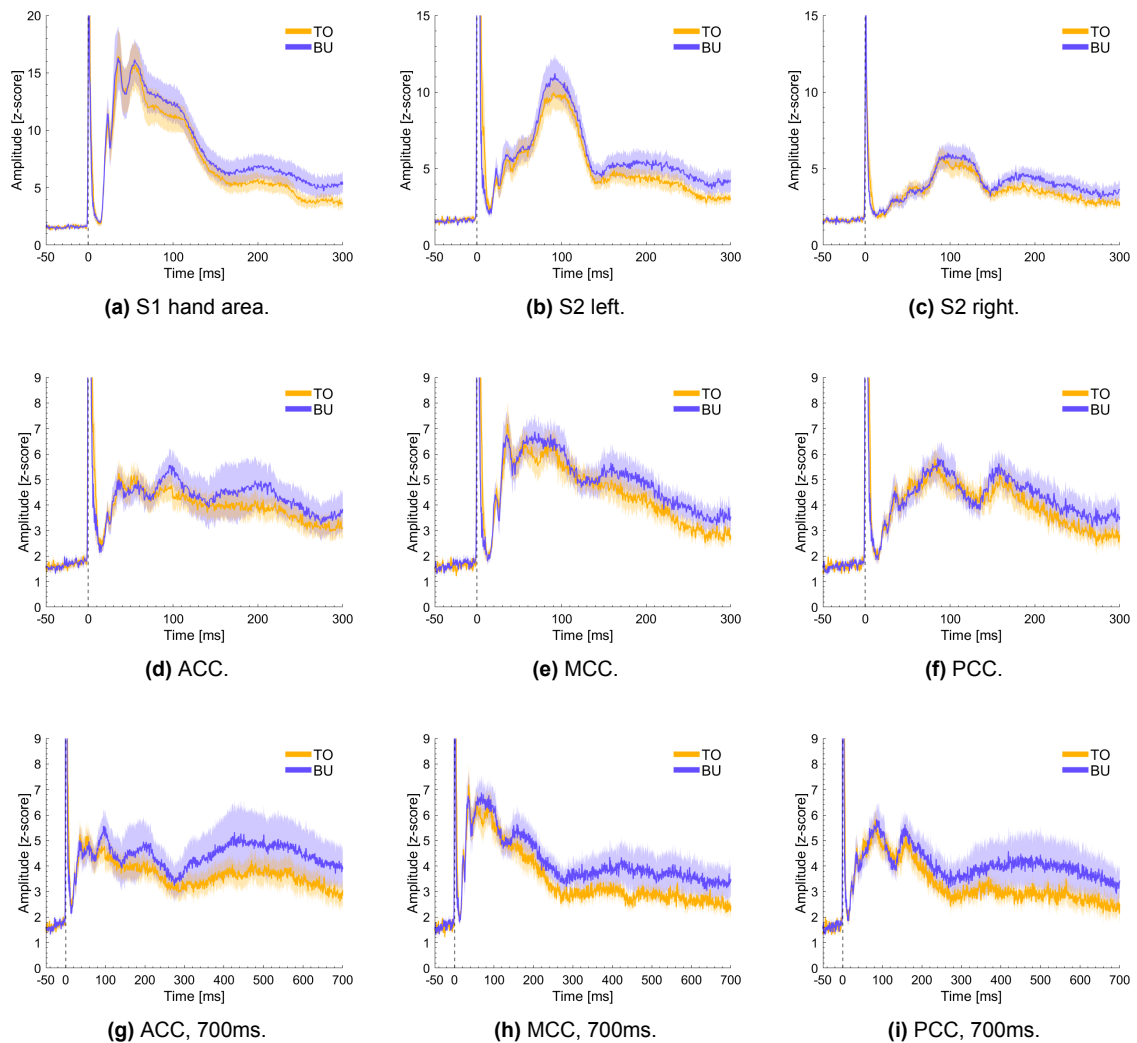 20
15
10
5
0
Amplitude [z-score]
-50 0 100 200 300
Time [ms]
TO
BU
(a) S1 hand area.
15
10
5
0
Amplitude [z-score]
-50 0 100 200 300
Time [ms]
TO
BU
(b) S2 left.
15
10
5
0
Amplitude [z-score]
-50 0 100 200 300
Time [ms]
TO
BU
(c) S2 right.
9
8
7
6
5
4
3
2
1
0
Amplitude [z-score]
-50 0 100 200 300
Time [ms]
TO
BU
(d) ACC.
9
8
7
6
5
4
3
2
1
0
Amplitude [z-score]
-50 0 100 200 300
Time [ms]
TO
BU
(e) MCC.
9
8
7
6
5
4
3
2
1
0
Amplitude [z-score]
-50 0 100 200 300
Time [ms]
TO
BU
(f) PCC.
9
8
7
6
5
4
3
2
1
0
Amplitude [z-score]
-50 0 100 200 300 400 500 600 700
Time [ms]
TO
BU
(g) ACC, 700ms.
9
8
7
6
5
4
3
2
1
0
Amplitude [z-score]
-50 0 100 200 300 400 500 600 700
Time [ms]
TO
BU
(h) MCC, 700ms.
9
8
7
6
5
4
3
2
1
0
Amplitude [z-score]
-50 0 100 200 300 400 500 600 700
Time [ms]
TO
BU
(i) PCC, 700ms.